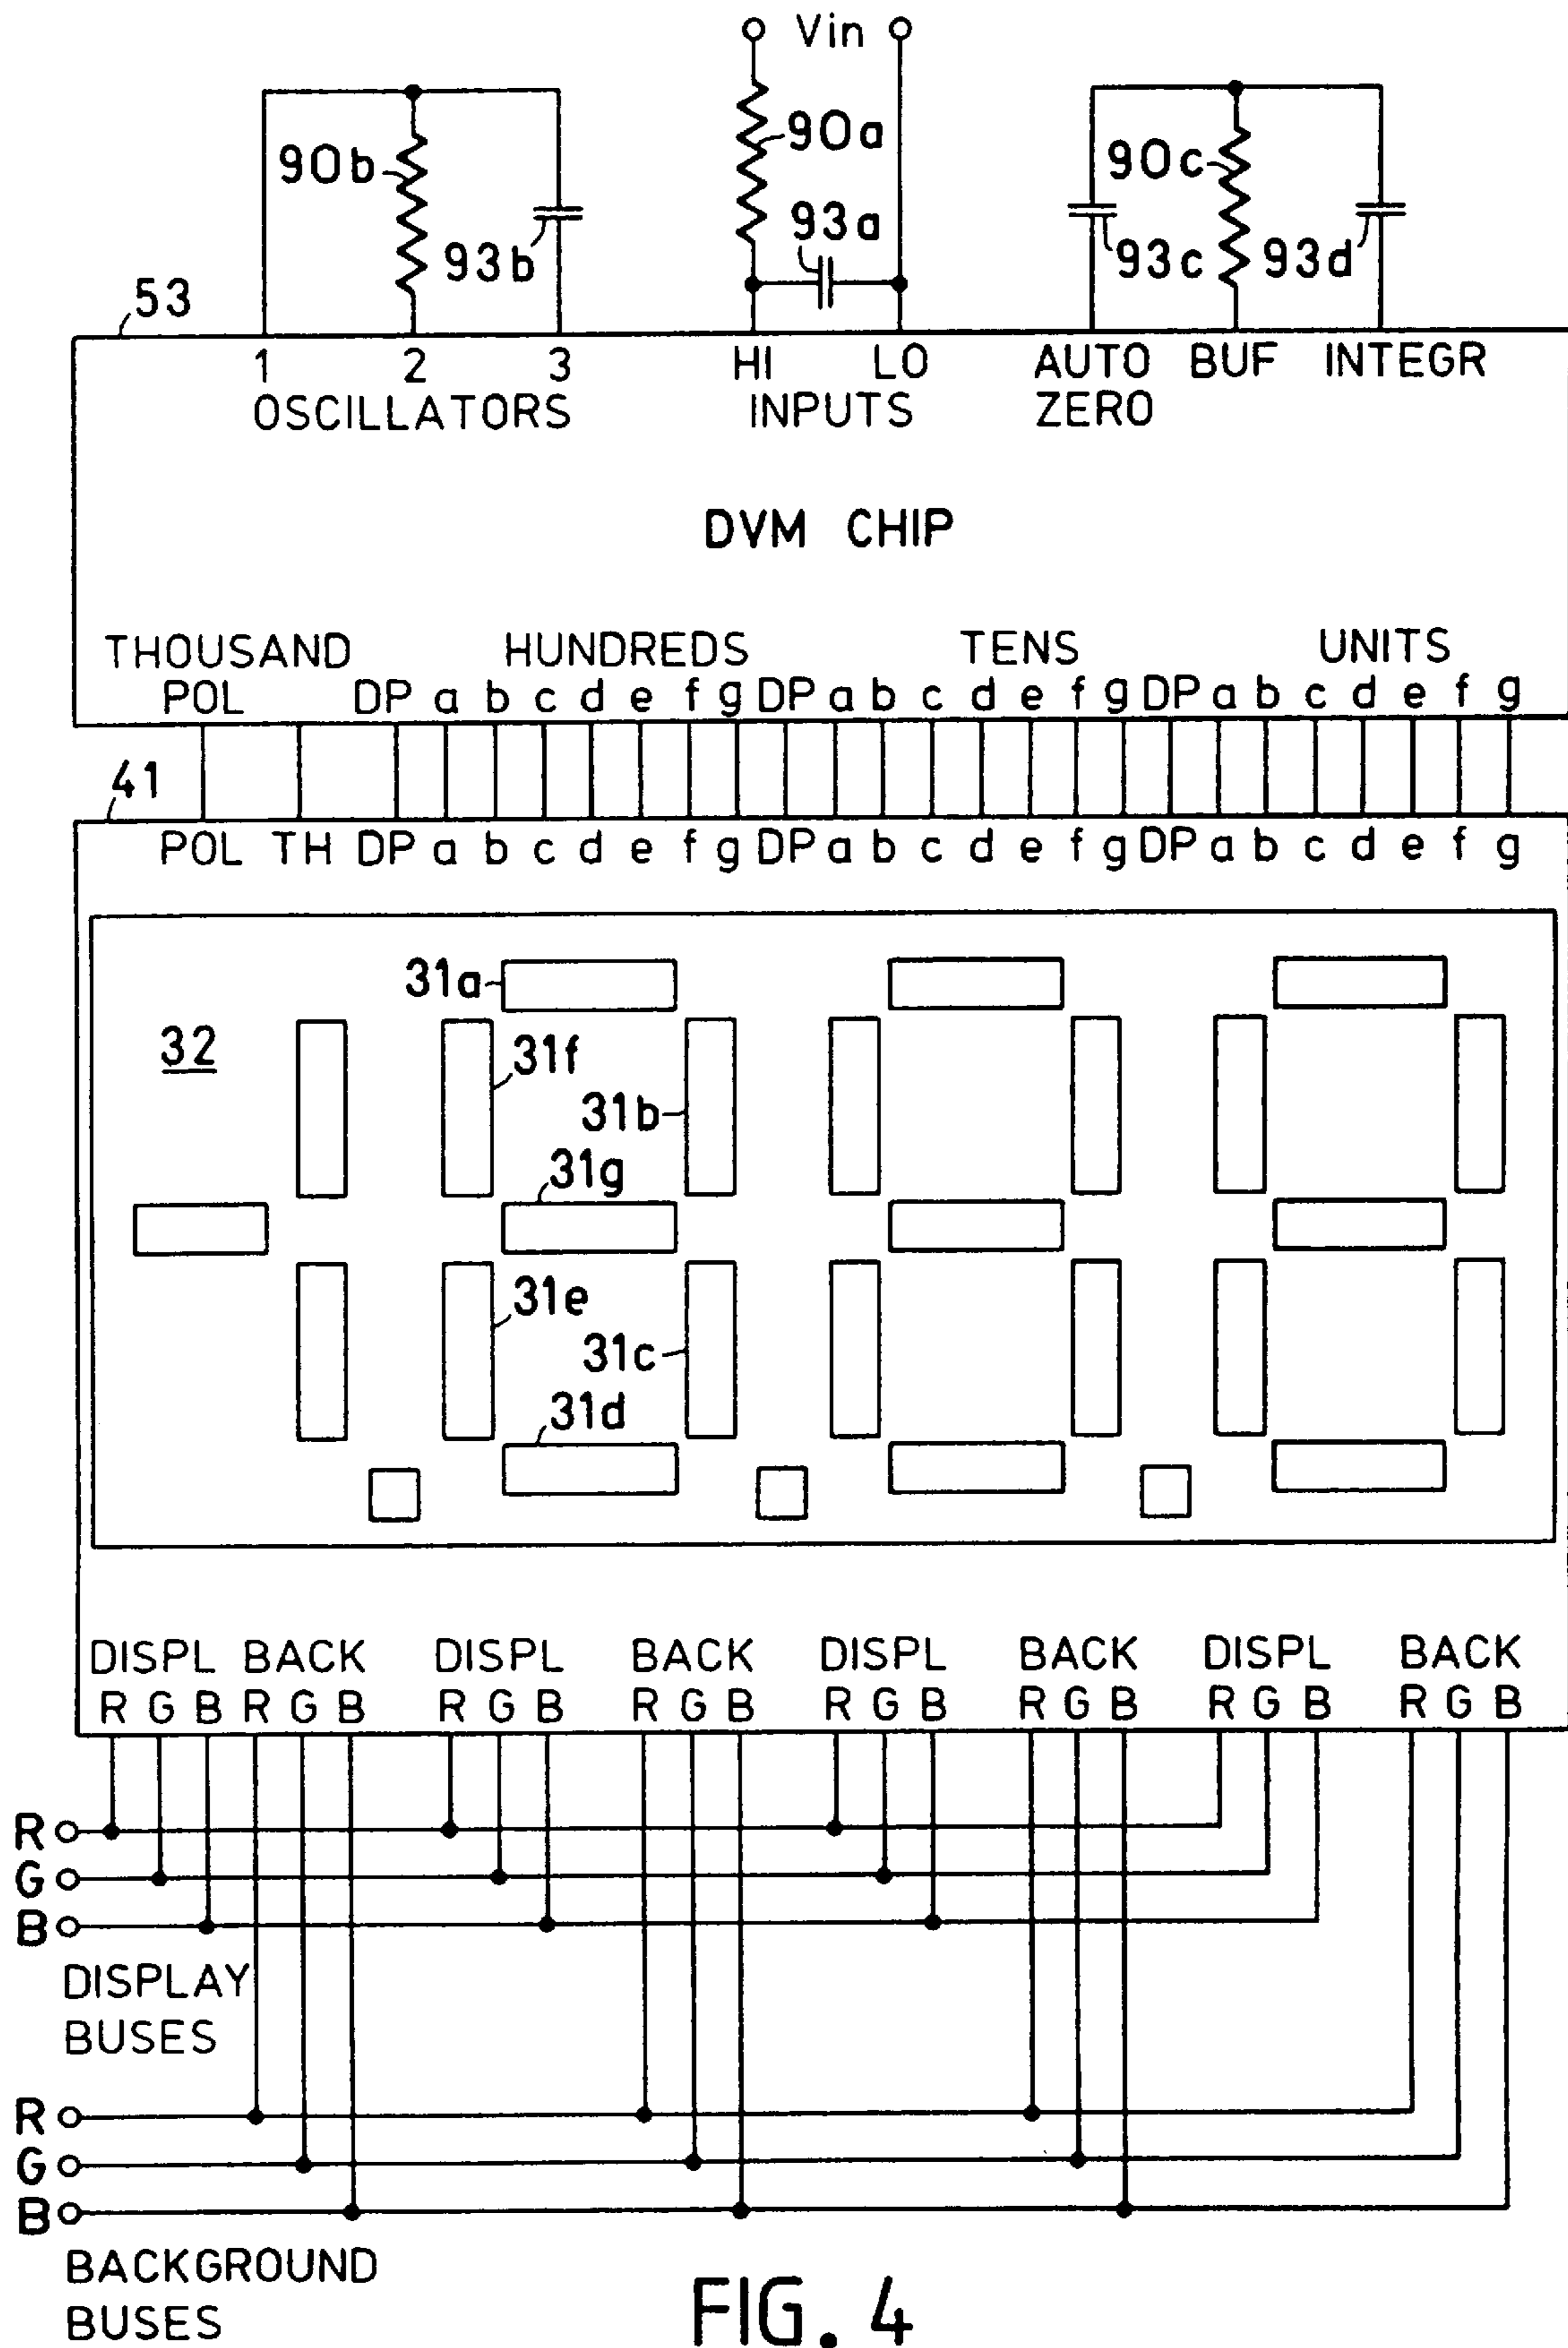 Vin
90b
90a
90c
93a
93b
93c
93d
53
1 2 3 HI LO AUTO BUF INTEGR
OSCILLATORS INPUTS ZERO
DVM CHIP
THOUSAND HUNDREDS TENS UNITS
POL DP a b c d e f g DP a b c d e f g DP a b c d e f g
41
POL TH DP a b c d e f g DP a b c d e f g DP a b c d e f g
31a
32
31f
31b
31g
31e
31c
31d
DISPL BACK DISPL BACK DISPL BACK DISPL BACK
R G B R G B R G B R G B R G B R G B R G B R G B
R
G
B
DISPLAY
BUSES
R
G
B
BACKGROUND
BUSES
FIG. 4